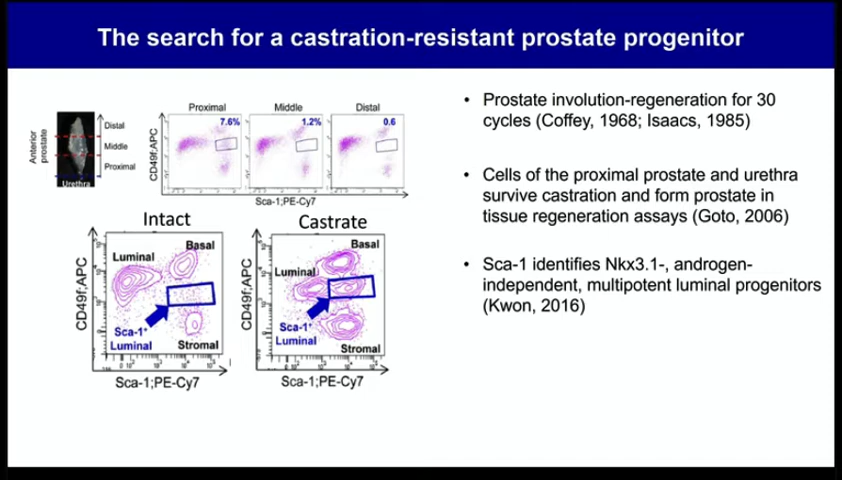 The search for a castration-resistant prostate progenitor
Anterior
prostate
Distal
Middle
Proximal
Urethra
Proximal
Middle
Distal
7.6%
1.2%
0.6
CD49f;APC
Sca-1;PE-Cy7
Intact
Luminal
Basal
Sca-1+
Luminal
Stromal
CD49f;APC
Sca-1;PE-Cy7
Castrate
Basal
Luminal
Sca-1+
Luminal
Stromal
CD49f;APC
Sca-1;PE-Cy7
• Prostate involution-regeneration for 30
cycles (Coffey, 1968; Isaacs, 1985)
• Cells of the proximal prostate and urethra
survive castration and form prostate in
tissue regeneration assays (Goto, 2006)
• Sca-1 identifies Nkx3.1-, androgen-
independent, multipotent luminal progenitors
(Kwon, 2016)